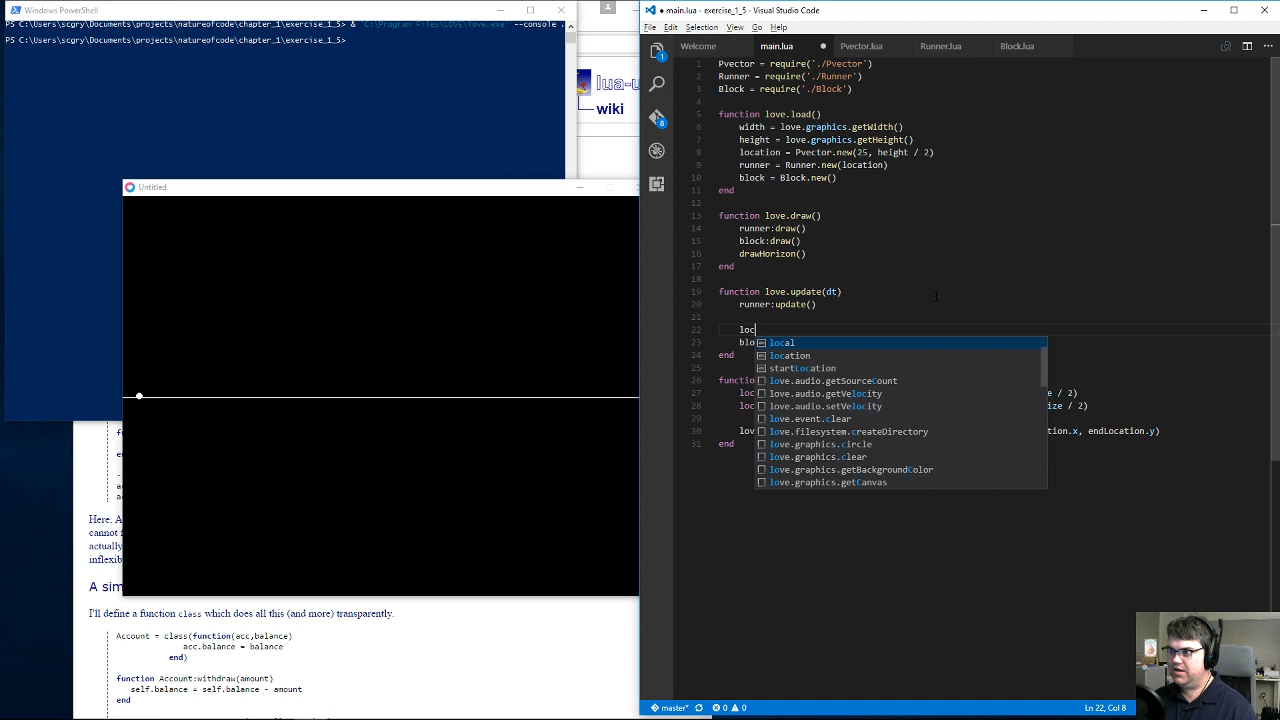 Windows PowerShell
PS C:\Users\scgry\Documents\projects\natureofcode\chapter_1\exercise_1_5> & 'C:\Program Files\LOVE\love.exe' --console .
PS C:\Users\scgry\Documents\projects\natureofcode\chapter_1\exercise_1_5>
lua-u
wiki
Untitled
end
Here, A
cannot
actually
inflexib
A sim
I'll define a function class which does all this (and more) transparently.
Account = class(function(acc,balance)
acc.balance = balance
end)
function Account:withdraw(amount)
self.balance = self.balance - amount
end
● main.lua - exercise_1_5 - Visual Studio Code
File Edit Selection View Go Help
Welcome main.lua Pvector.lua Runner.lua Block.lua
1 Pvector = require('./Pvector')
2 Runner = require('./Runner')
3 Block = require('./Block')
4
5 function love.load()
6 width = love.graphics.getWidth()
7 height = love.graphics.getHeight()
8 location = Pvector.new(25, height / 2)
9 runner = Runner.new(location)
10 block = Block.new()
11 end
12
13 function love.draw()
14 runner:draw()
15 block:draw()
16 drawHorizon()
17 end
18
19 function love.update(dt)
20 runner:update()
21
22 loc
23 blo
24 end
25
26 functio
27 loc e / 2)
28 loc ize / 2)
29
30 lov ation.x, endLocation.y)
31 end
local
location
startLocation
love.audio.getSourceCount
love.audio.getVelocity
love.audio.setVelocity
love.event.clear
love.filesystem.createDirectory
love.graphics.circle
love.graphics.clear
love.graphics.getBackgroundColor
love.graphics.getCanvas
1
8
master* 0 0 Ln 22, Col 8